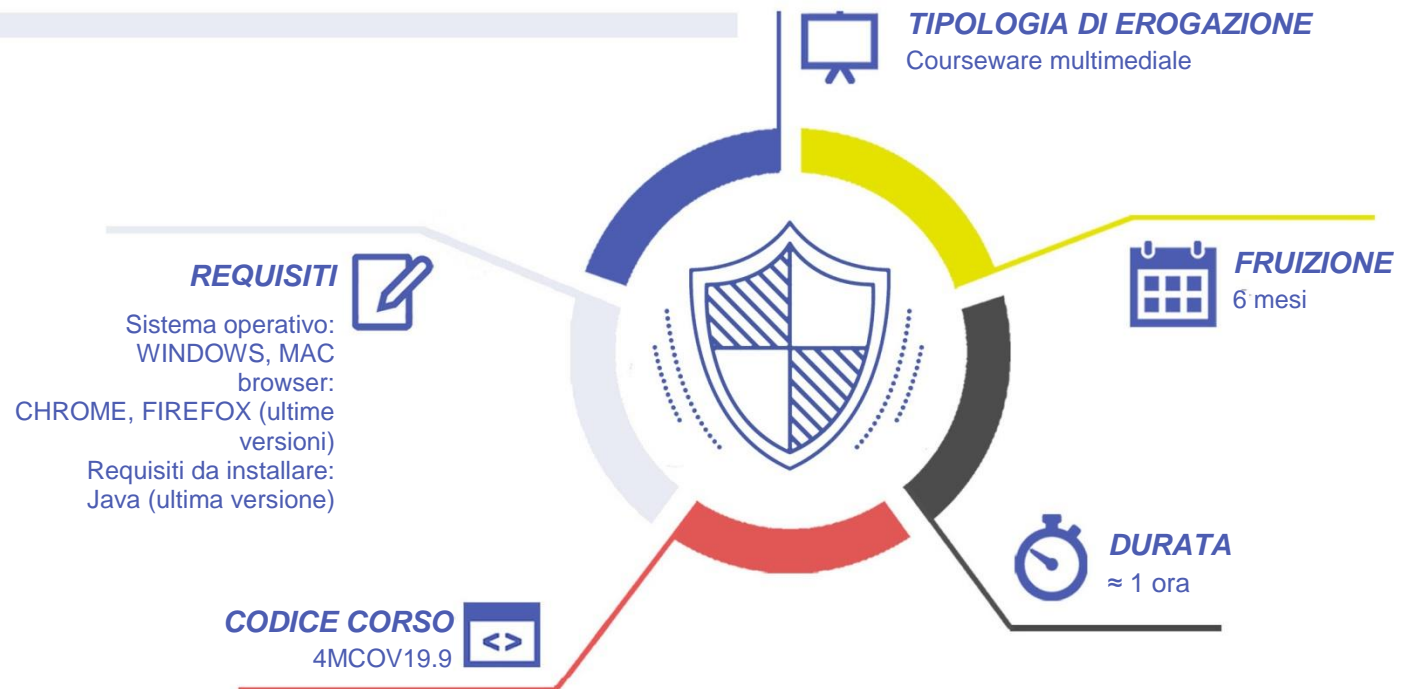 TIPOLOGIA DI EROGAZIONE
Courseware multimediale
REQUISITI
Sistema operativo:
WINDOWS, MAC
browser:
CHROME, FIREFOX (ultime
versioni)
Requisiti da installare:
Java (ultima versione)
FRUIZIONE
6 mesi
DURATA
≈ 1 ora
CODICE CORSO
4MCOV19.9
<>